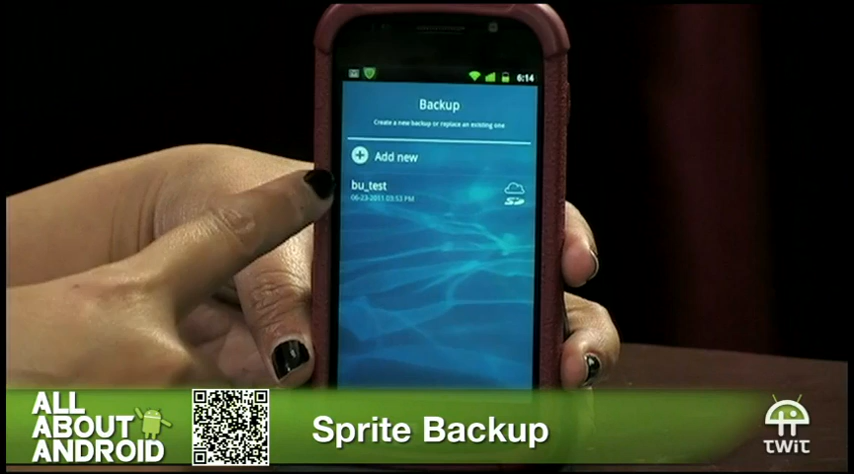 6:14
Backup
Create a new backup or replace an existing one
Add new
bu_test
06-23-2011 03:53 PM
ALL
ABOUT
ANDROID
Sprite Backup
TWiT